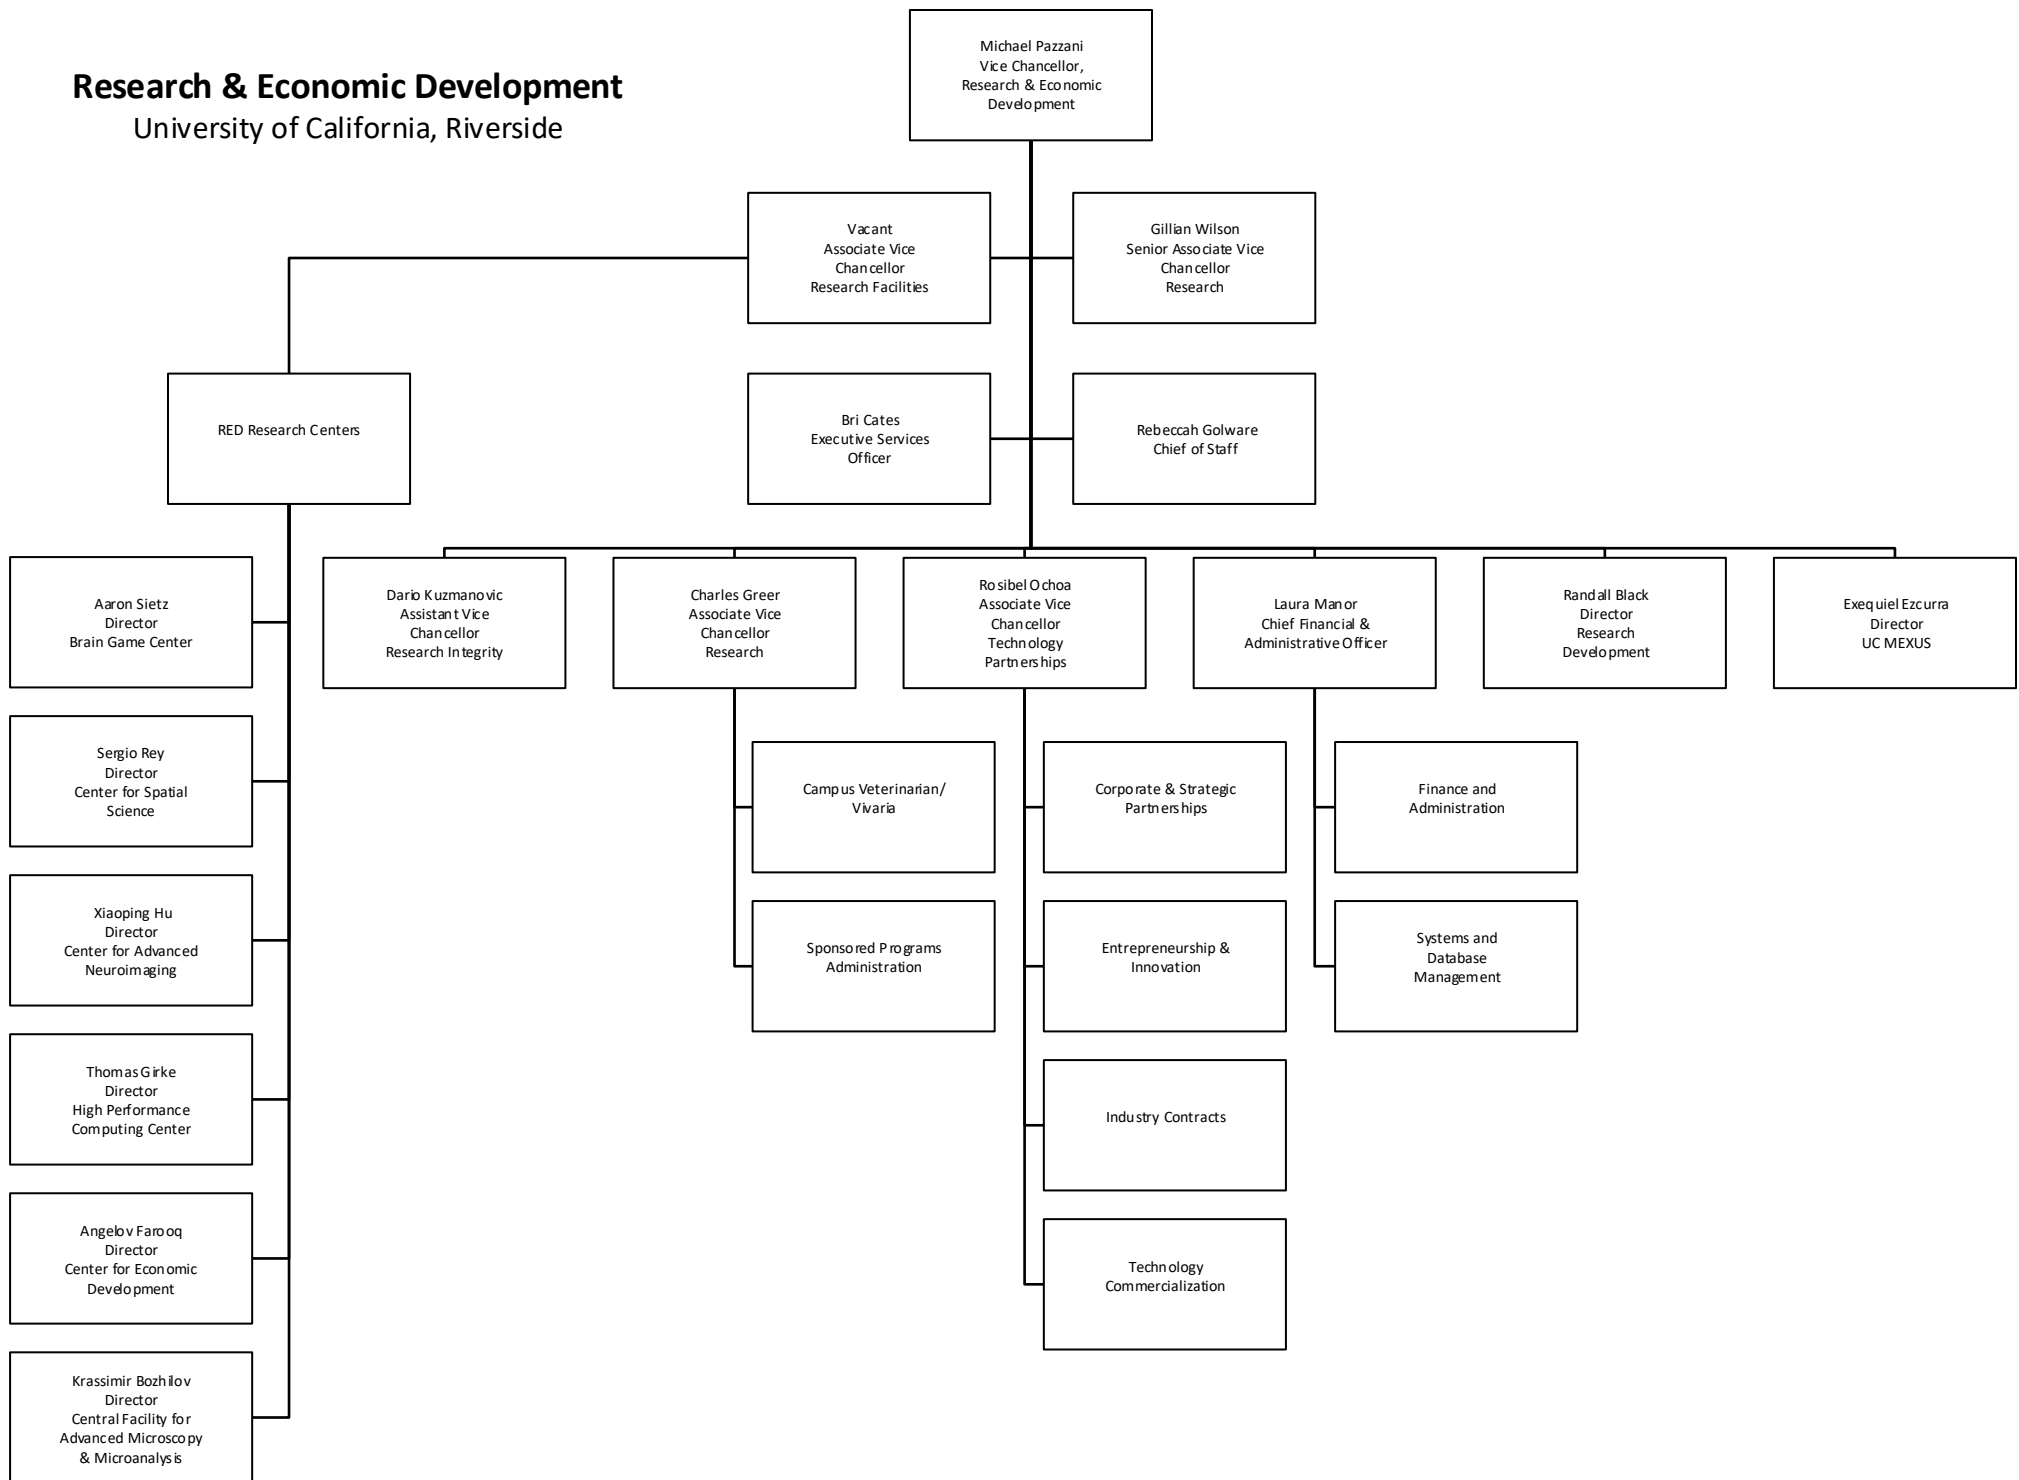 Research & Economic Development
University of California, Riverside
Michael Pazzani
Vice Chancellor,
Research & Economic
Development
Vacant
Associate Vice
Chancellor
Research Facilities
Gillian Wilson
Senior Associate Vice
Chancellor
Research
RED Research Centers
Bri Cates
Executive Services
Officer
Rebeccah Golware
Chief of Staff
Aaron Sietz
Director
Brain Game Center
Dario Kuzmanovic
Assistant Vice
Chancellor
Research Integrity
Charles Greer
Associate Vice
Chancellor
Research
Rosibel Ochoa
Associate Vice
Chancellor
Technology
Partnerships
Laura Manor
Chief Financial &
Administrative Officer
Randall Black
Director
Research
Development
Exequiel Ezcurra
Director
UC MEXUS
Sergio Rey
Director
Center for Spatial
Science
Campus Veterinarian/
Vivaria
Corporate & Strategic
Partnerships
Finance and
Administration
Xiaoping Hu
Director
Center for Advanced
Neuroimaging
Sponsored Programs
Administration
Entrepreneurship &
Innovation
Systems and
Database
Management
Thomas Girke
Director
High Performance
Computing Center
Industry Contracts
Angelov Farooq
Director
Center for Economic
Development
Technology
Commercialization
Krassimir Bozhilov
Director
Central Facility for
Advanced Microscopy
& Microanalysis